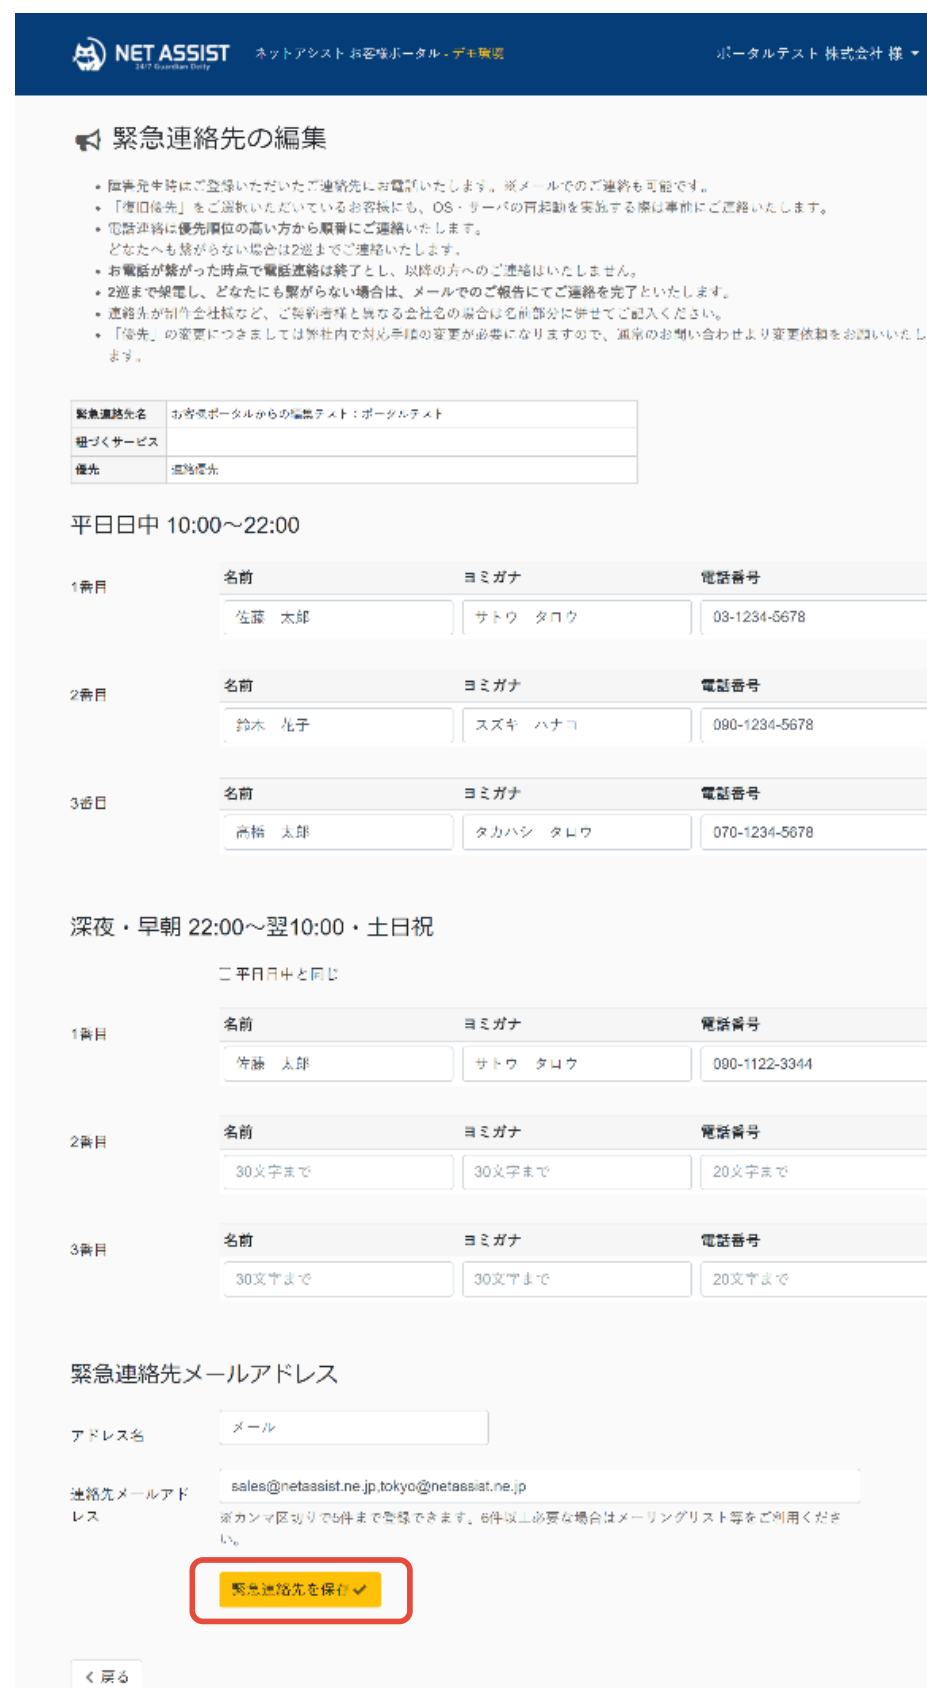 NET ASSIST
24/7 Guardian Deity
ネットアシスト お客様ポータル - デモ環境
ポータルテスト 株式会社 様
緊急連絡先の編集
• 障害発生時はご登録いただいたご連絡先にお電話いたします。※メールでのご連絡も可能です。
• 「復旧優先」をご選択いただいているお客様にも、OS・サーバの再起動を実施する際は事前にご連絡いたします。
• 電話連絡は優先順位の高い方から順番にご連絡いたします。
どなたへも繋がらない場合は2巡までご連絡いたします。
• お電話が繋がった時点で電話連絡は終了とし、以降の方へのご連絡はいたしません。
• 2巡まで架電し、どなたにも繋がらない場合は、メールでのご報告にてご連絡を完了といたします。
• 連絡先が制作会社様など、ご契約者様と異なる会社名の場合は名前部分に併せてご記入ください。
• 「優先」の変更につきましては弊社内で対応手順の変更が必要になりますので、通常のお問い合わせより変更依頼をお願いいたし
ます。
緊急連絡先名 お客様ポータルからの編集テスト：ポータルテスト
紐づくサービス
優先 連絡優先
平日日中 10:00～22:00
1番目 名前 ヨミガナ 電話番号
佐藤　太郎 サトウ　タロウ 03-1234-5678
2番目 名前 ヨミガナ 電話番号
鈴木　花子 スズキ　ハナコ 090-1234-5678
3番目 名前 ヨミガナ 電話番号
高橋　太郎 タカハシ　タロウ 070-1234-5678
深夜・早朝 22:00～翌10:00・土日祝
平日日中と同じ
1番目 名前 ヨミガナ 電話番号
佐藤　太郎 サトウ　タロウ 090-1122-3344
2番目 名前 ヨミガナ 電話番号
30文字まで 30文字まで 20文字まで
3番目 名前 ヨミガナ 電話番号
30文字まで 30文字まで 20文字まで
緊急連絡先メールアドレス
アドレス名 メール
連絡先メールアド
レス
sales@netassist.ne.jp,tokyo@netassist.ne.jp
※カンマ区切りで5件まで登録できます。6件以上必要な場合はメーリングリスト等をご利用くださ
い。
緊急連絡先を保存
戻る